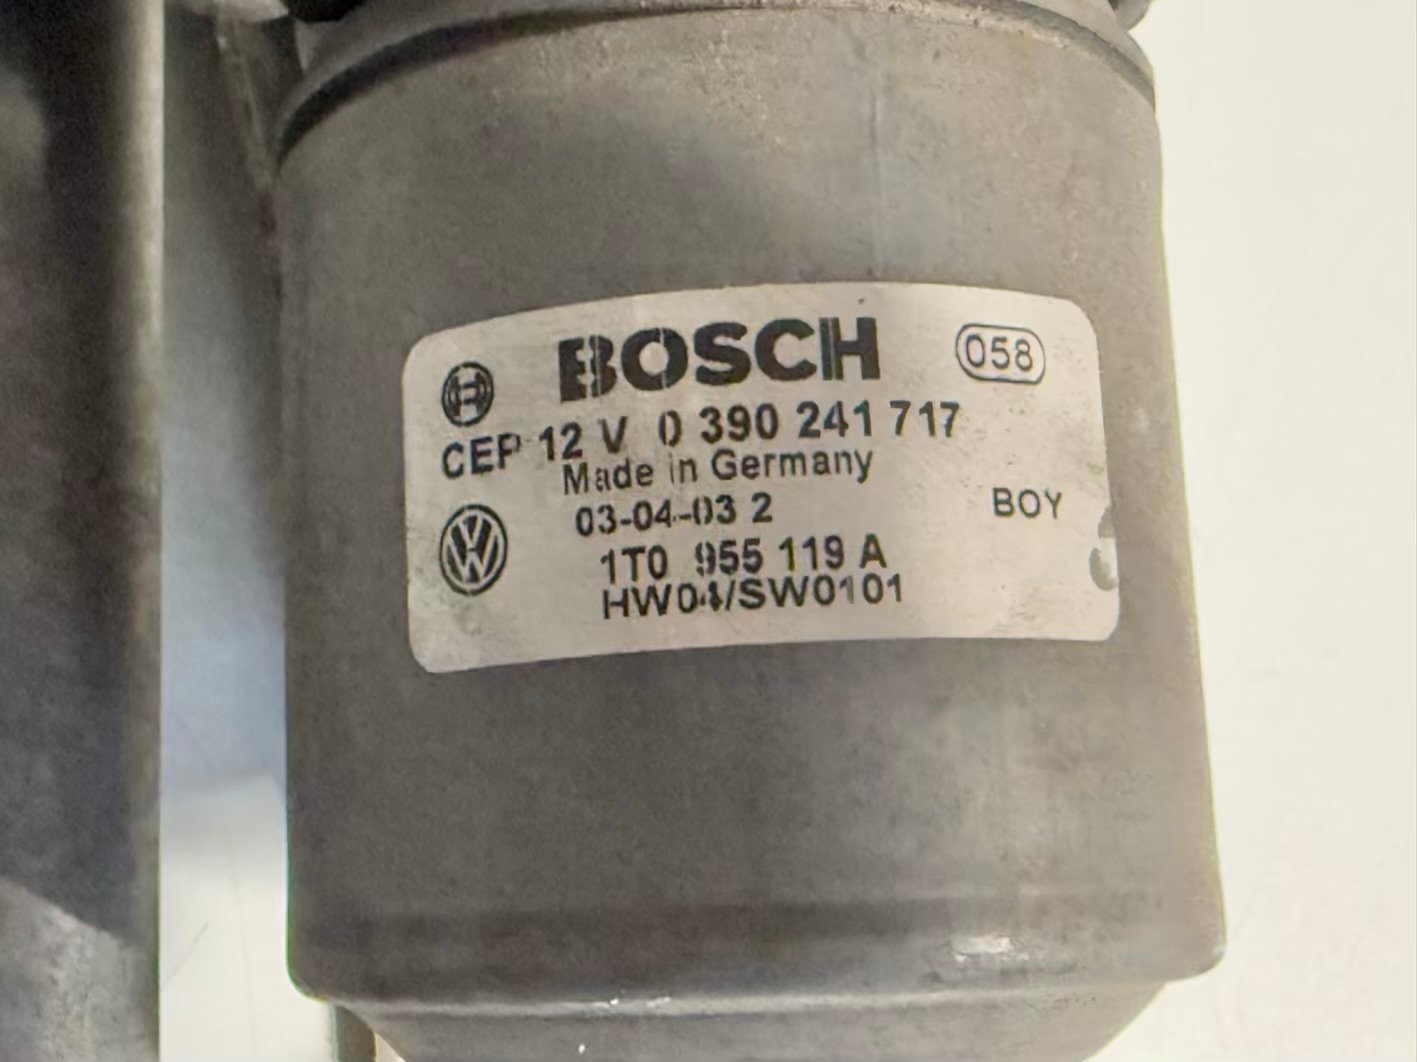 BOSCH 058
CEP 12 V 0 390 241 717
Made in Germany
03-04-03 2 BOY
1T0 955 119 A
HW04/SW0101